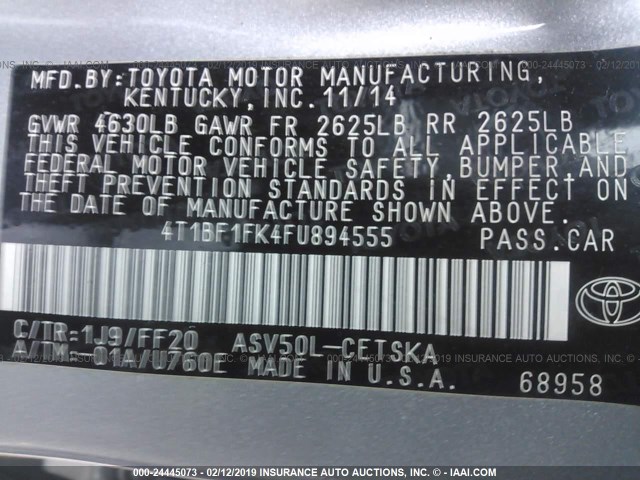 MFD.BY:TOYOTA MOTOR MANUFACTURING,
KENTUCKY,INC. 11/14
GVWR 4630LB GAWR FR 2625LB RR 2625LB
THIS VEHICLE CONFORMS TO ALL APPLICABLE
FEDERAL MOTOR VEHICLE SAFETY,BUMPER,AND
THEFT PREVENTION STANDARDS IN EFFECT ON
THE DATE OF MANUFACTURE SHOWN ABOVE.
4T1BF1FK4FU894555 PASS.CAR
C/TR:1J9/FF20 ASV50L-CETSKA
A/TM: 01A/U760E MADE IN U.S.A.
68958
000-24445073 - 02/12/2019 INSURANCE AUTO AUCTIONS - © - IAAI.COM